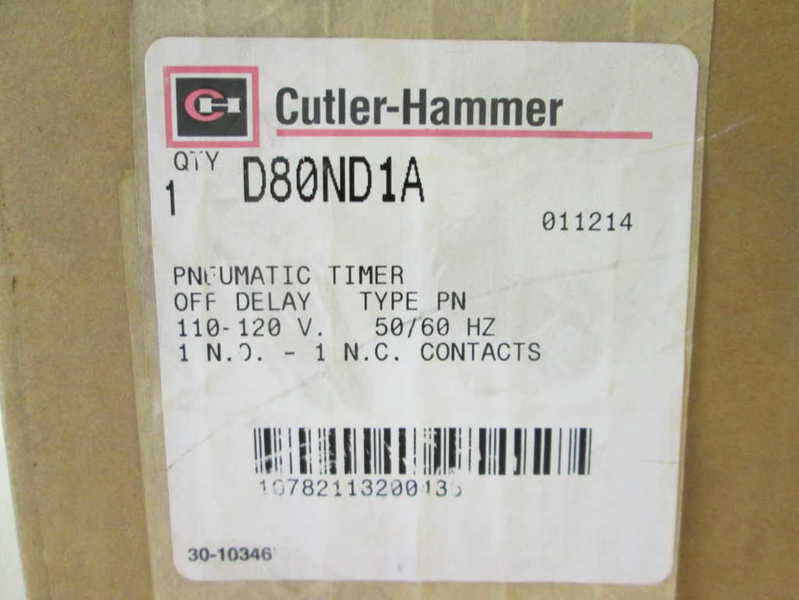 CH Cutler-Hammer
QTY
1 D80ND1A
011214
PNEUMATIC TIMER
OFF DELAY TYPE PN
110-120 V. 50/60 HZ
1 N.O. - 1 N.C. CONTACTS
30-10346